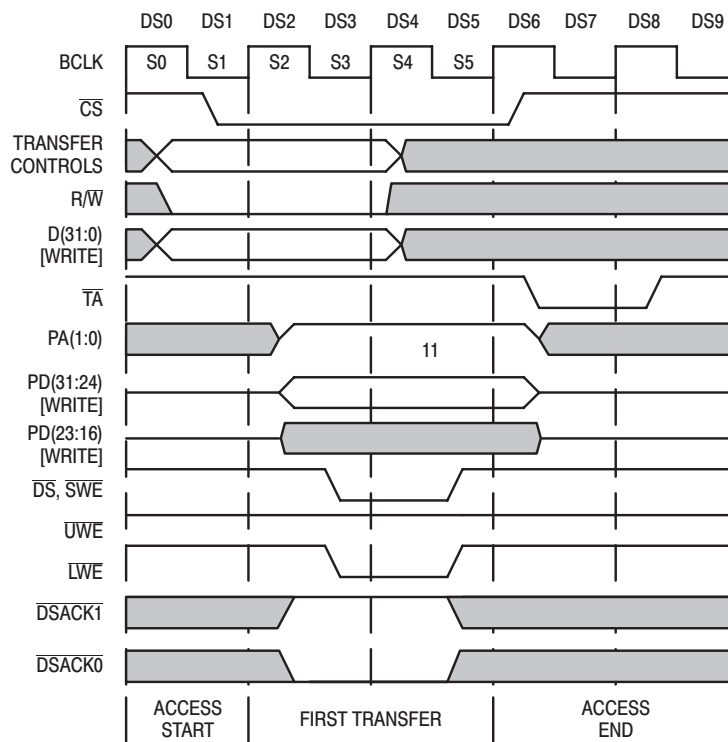 DS0 DS1 DS2 DS3 DS4 DS5 DS6 DS7 DS8 DS9
BCLK S0 S1 S2 S3 S4 S5
CS
TRANSFER
CONTROLS
R/W
D(31:0)
[WRITE]
TA
PA(1:0) 11
PD(31:24)
[WRITE]
PD(23:16)
[WRITE]
DS, SWE
UWE
LWE
DSACK1
DSACK0
ACCESS
START
FIRST TRANSFER
ACCESS
END